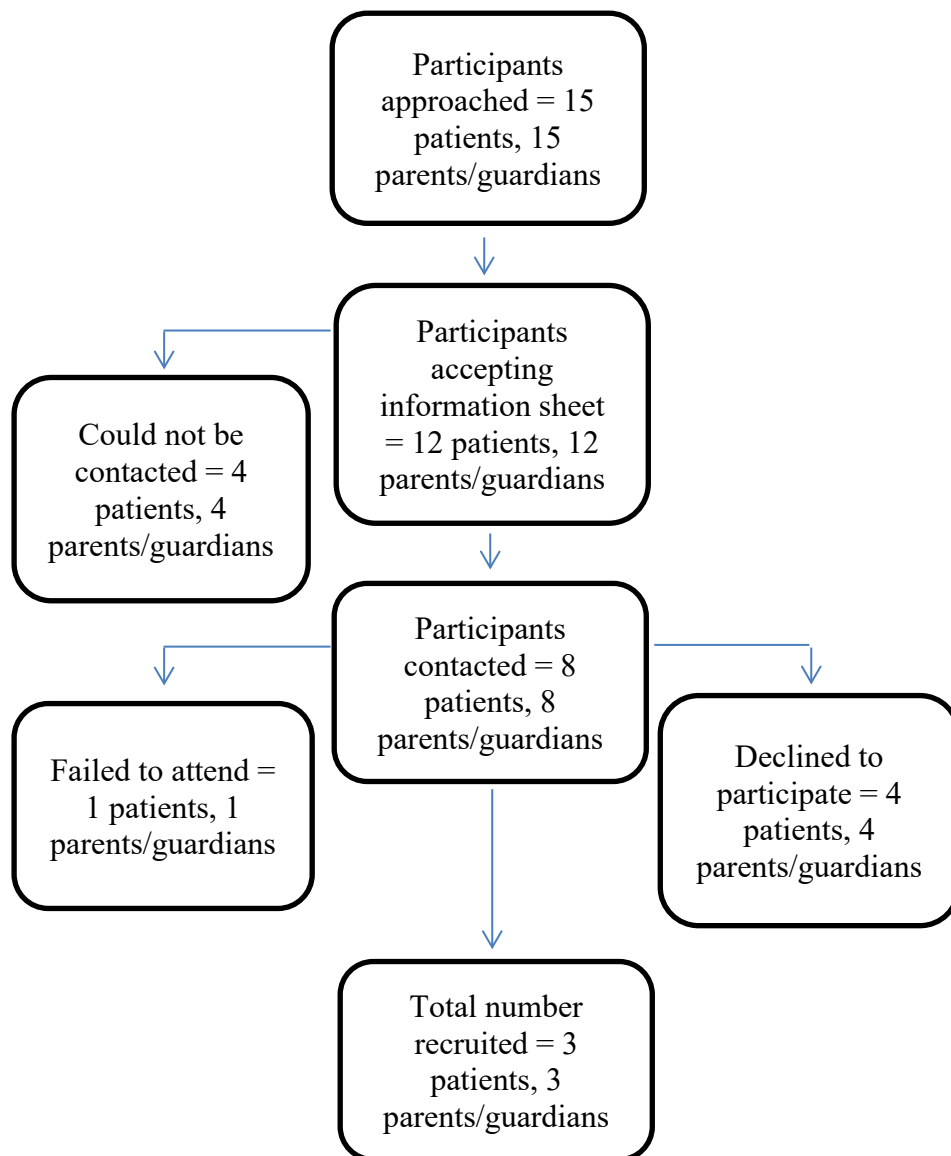 Participants
approached = 15
patients, 15
parents/guardians
Participants
accepting
information sheet
= 12 patients, 12
parents/guardians
Could not be
contacted = 4
patients, 4
parents/guardians
Participants
contacted = 8
patients, 8
parents/guardians
Failed to attend =
1 patients, 1
parents/guardians
Declined to
participate = 4
patients, 4
parents/guardians
Total number
recruited = 3
patients, 3
parents/guardians